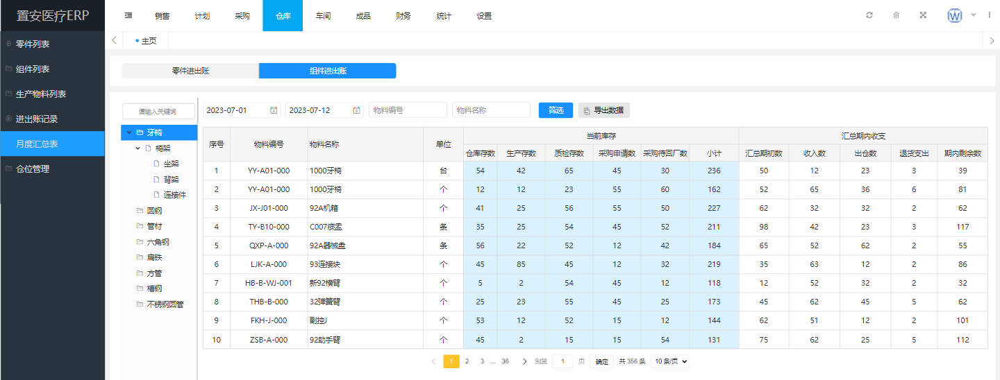 置安医疗ERP
销售 计划 采购 仓库 车间 成品 财务 统计 设置
W
主页
零件列表
组件列表
生产物料列表
进出账记录
月度汇总表
仓位管理
零件进出账 组件进出账
请输入关键词
牙椅
椅架
坐架
背架
连接件
圆钢
管材
六角钢
扁铁
方管
槽钢
不锈钢圆管
2023-07-01 2023-07-12 物料编号 物料名称 筛选 导出数据
序号 物料编号 物料名称 单位 当前库存 汇总期内收支
仓库存数 生产存数 质检存数 采购申请数 采购待回厂数 小计 汇总期初数 收入数 出仓数 退货支出 期内剩余数
1 YY-A01-000 1000牙椅 台 54 42 65 45 30 236 50 12 23 3 39
2 YY-A01-000 1000牙椅 个 12 12 23 55 60 162 52 65 36 6 81
3 JX-J01-000 92A机箱 个 41 25 56 55 50 227 62 32 32 2 62
4 TY-B10-000 C007痰盂 条 35 25 54 45 52 211 98 42 23 3 117
5 QXP-A-000 92A器械盘 条 56 22 52 12 42 184 65 52 62 2 55
6 LJK-A-000 93连接块 个 45 85 45 12 32 219 35 63 12 2 86
7 HB-B-WJ-001 新92横臂 个 5 2 54 45 12 118 12 52 32 2 32
8 THB-B-000 32弹簧臂 个 25 23 55 45 25 173 45 62 45 5 62
9 FKH-J-000 副控J 个 53 12 52 15 12 144 62 51 12 2 101
10 ZSB-A-000 92助手臂 个 45 2 15 15 54 131 75 62 25 5 112
1 2 3 … 36 到第 1 页 确定 共 356 条 10 条/页